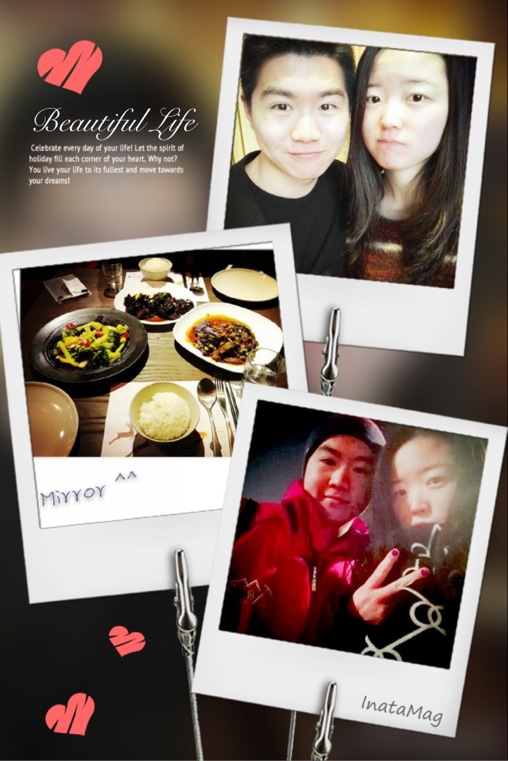 Beautiful Life
Celebrate every day of your life! Let the spirit of
holiday fill each corner of your heart. Why not?
You live your life to its fullest and move towards
your dreams!
Mirror ^^
InataMag